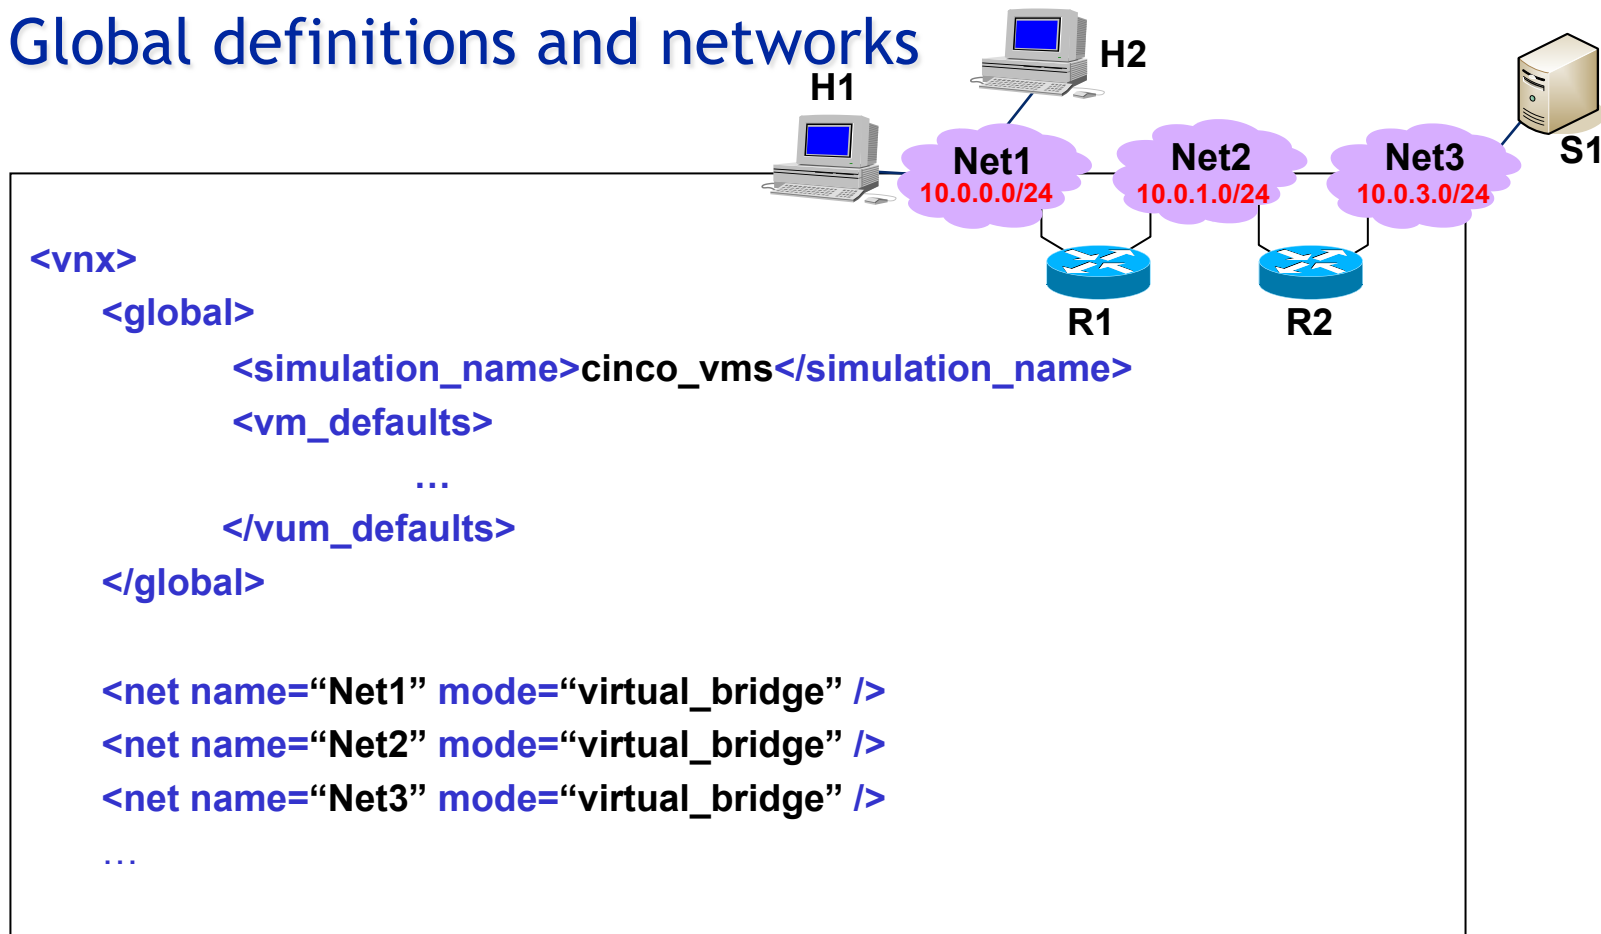 Global definitions and networks
H2
H1
S1
Net1
10.0.0.0/24
Net2
10.0.1.0/24
Net3
10.0.3.0/24
R1
R2
<vnx>
<global>
<simulation_name>cinco_vms</simulation_name>
<vm_defaults>
…
</vum_defaults>
</global>
<net name=“Net1” mode=“virtual_bridge” />
<net name=“Net2” mode=“virtual_bridge” />
<net name=“Net3” mode=“virtual_bridge” />
…